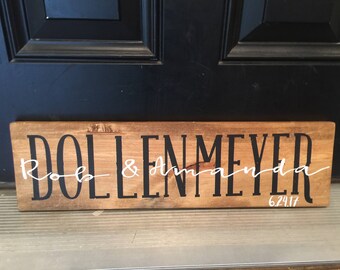 DOLLENMEYER
Rob & Amanda
6.24.17